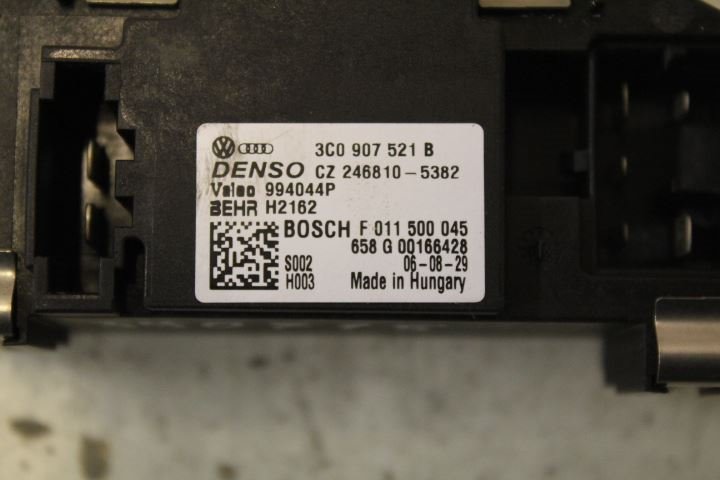 3C0 907 521 B
DENSO CZ 246810-5382
Valeo 994044P
BEHR H2162
BOSCH F 011 500 045
658 G 00166428
S002 06-08-29
H003 Made in Hungary